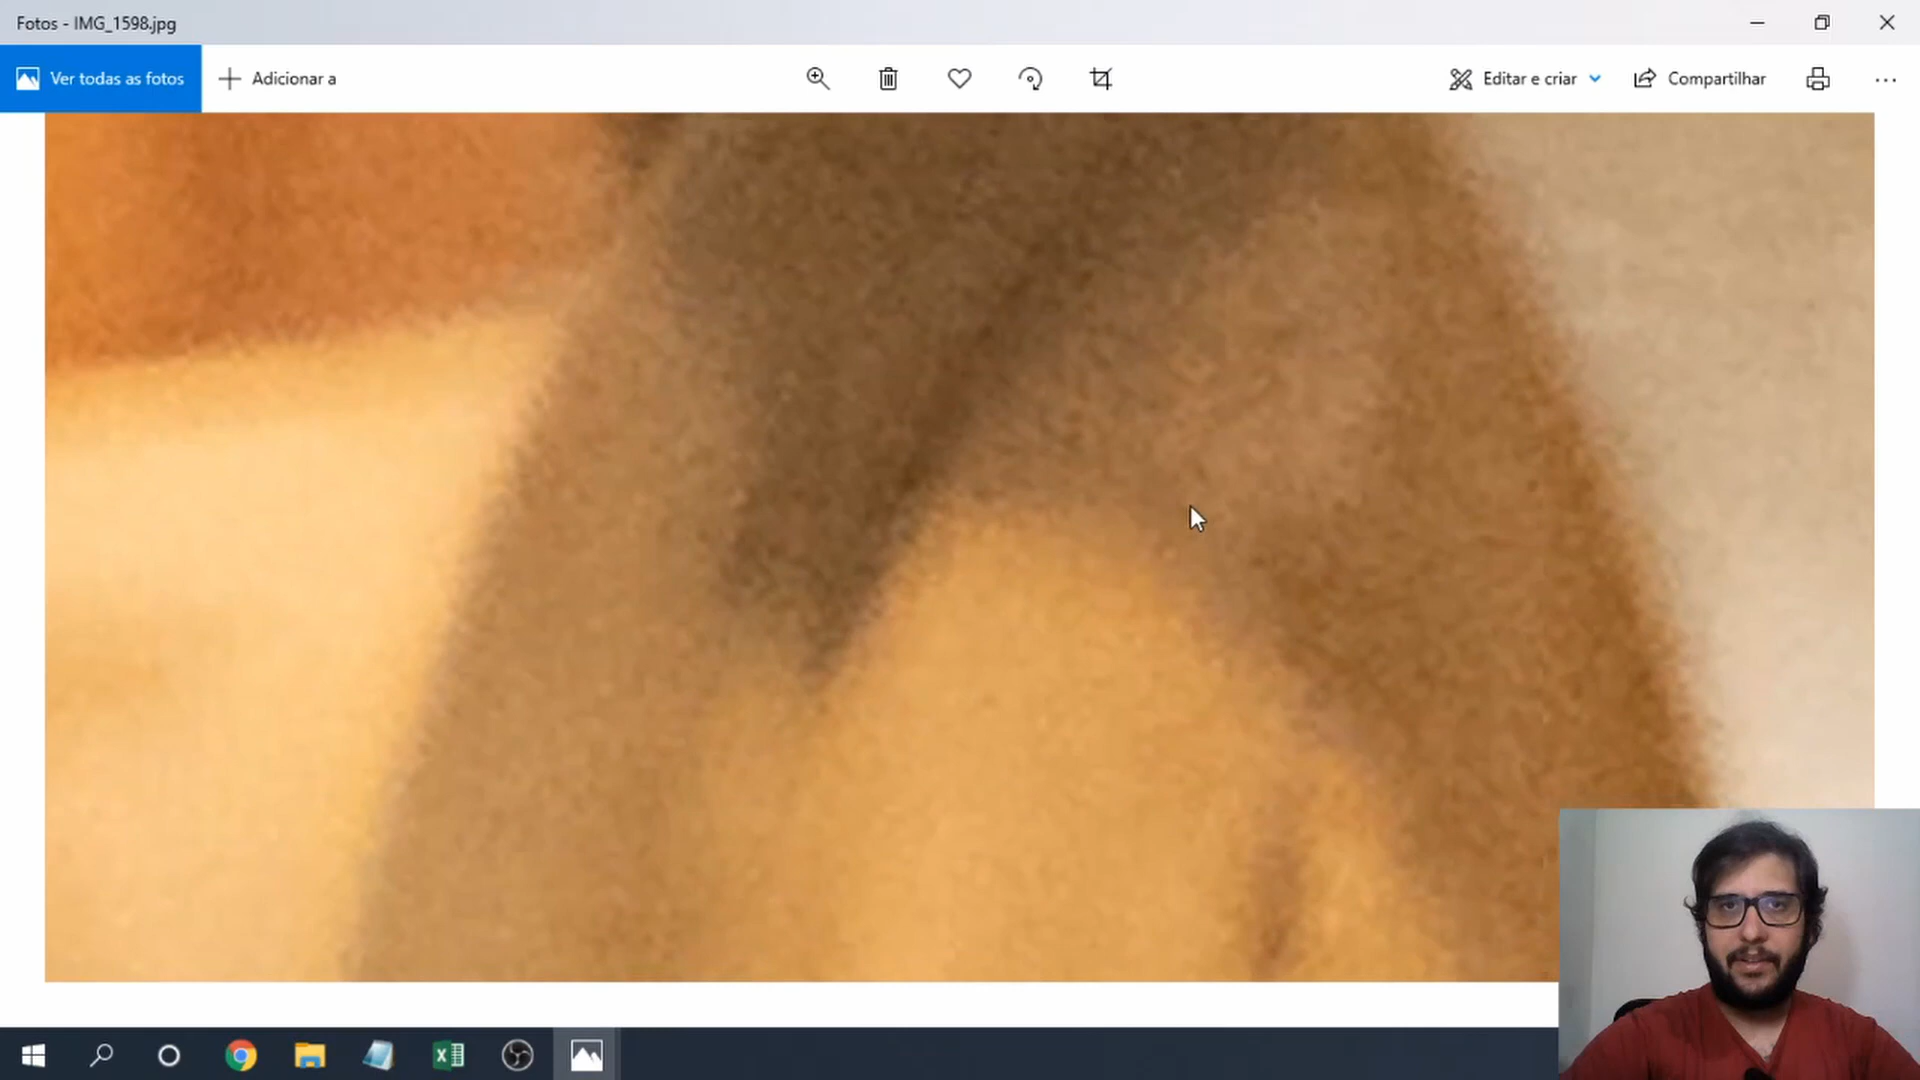 Fotos - IMG_1598.jpg
Ver todas as fotos
Adicionar a
Editar e criar
Compartilhar